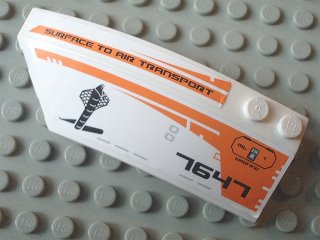 SURFACE TO AIR TRANSPORT
7647